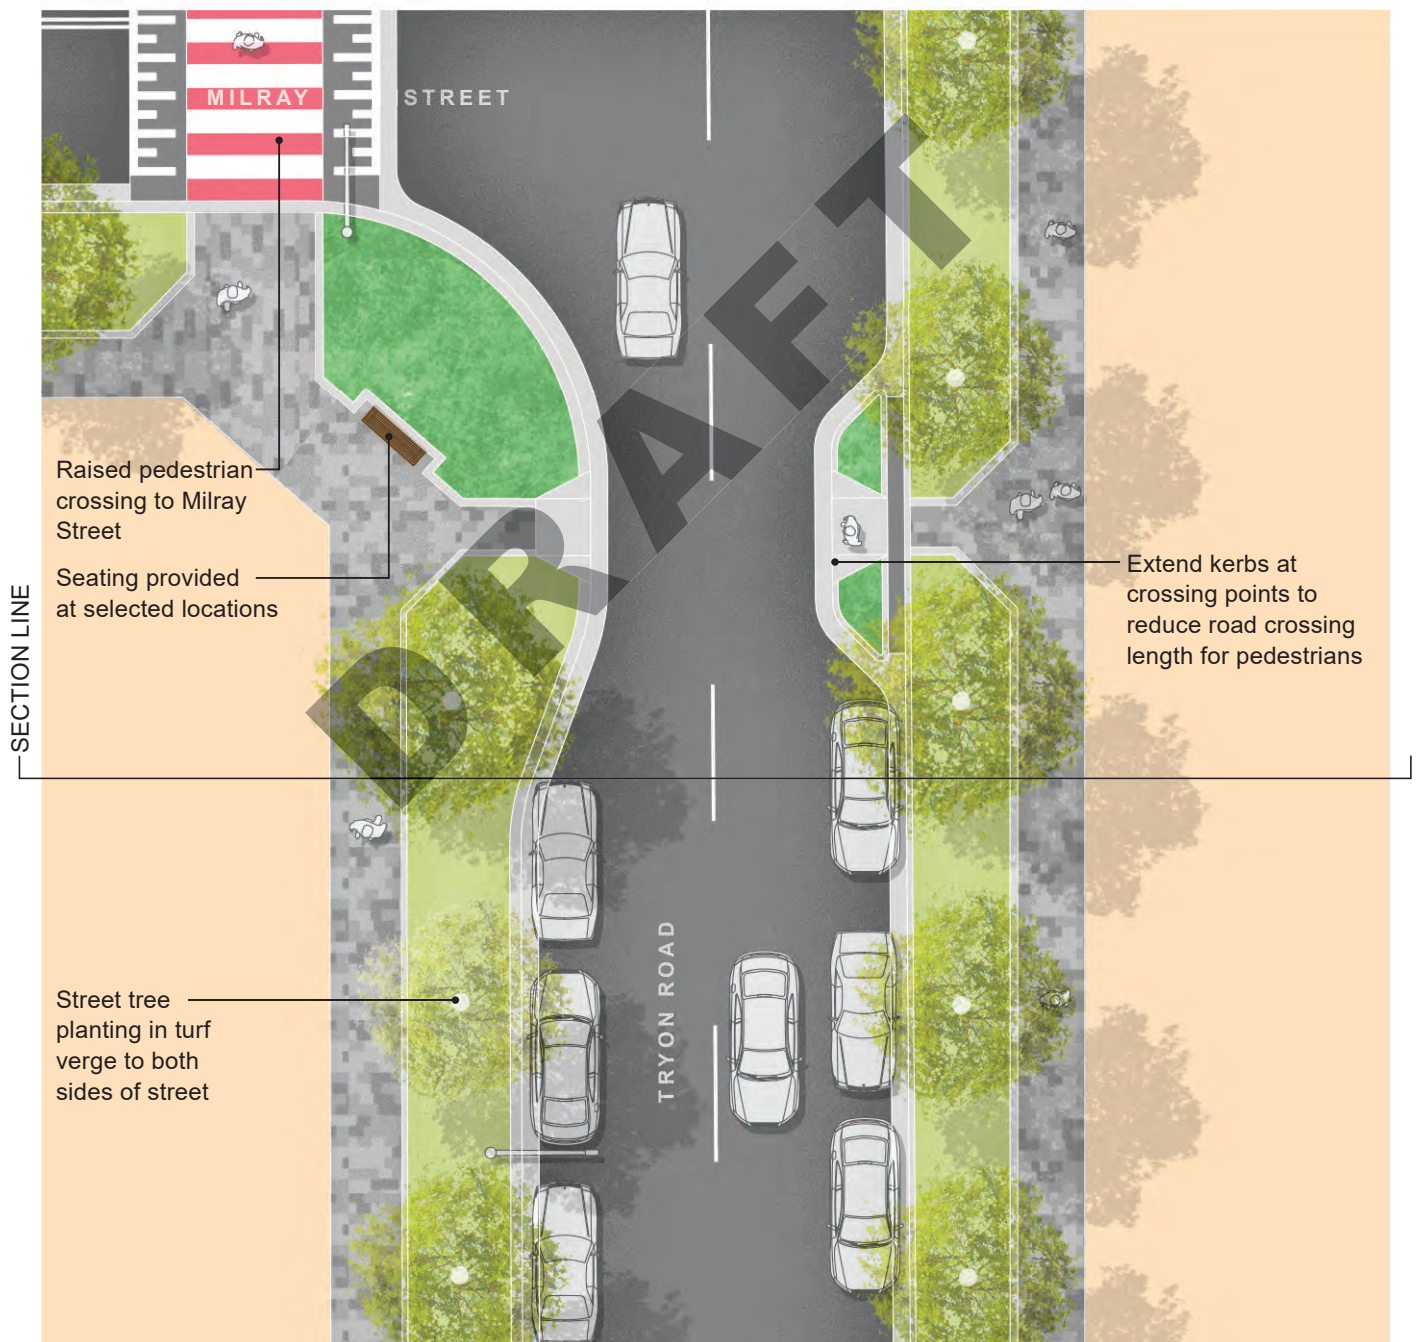 MILRAY STREET
DRAFT
Raised pedestrian
crossing to Milray
Street
Seating provided
at selected locations
Extend kerbs at
crossing points to
reduce road crossing
length for pedestrians
SECTION LINE
TRYON ROAD
Street tree
planting in turf
verge to both
sides of street